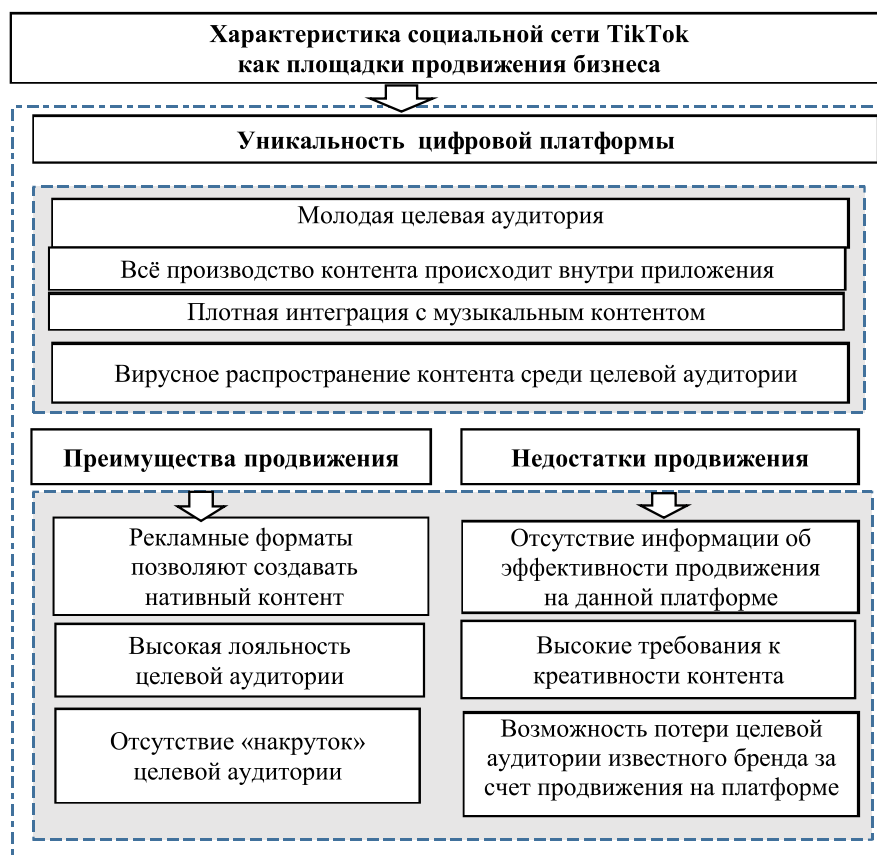 Характеристика социальной сети TikTok
как площадки продвижения бизнеса
Уникальность цифровой платформы
Молодая целевая аудитория
Всё производство контента происходит внутри приложения
Плотная интеграция с музыкальным контентом
Вирусное распространение контента среди целевой аудитории
Преимущества продвижения
Рекламные форматы
позволяют создавать
нативный контент
Высокая лояльность
целевой аудитории
Отсутствие «накруток»
целевой аудитории
Недостатки продвижения
Отсутствие информации об
эффективности продвижения
на данной платформе
Высокие требования к
креативности контента
Возможность потери целевой
аудитории известного бренда за
счет продвижения на платформе